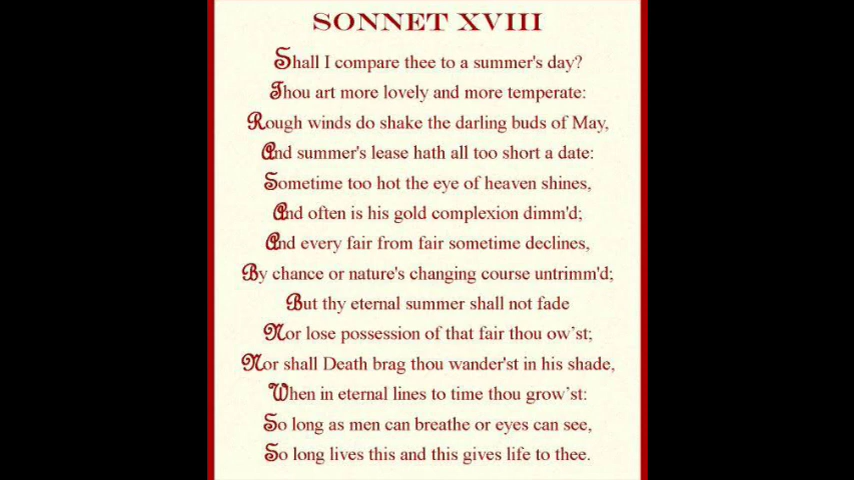 SONNET XVIII
Shall I compare thee to a summer's day?
Thou art more lovely and more temperate:
Rough winds do shake the darling buds of May,
And summer's lease hath all too short a date:
Sometime too hot the eye of heaven shines,
And often is his gold complexion dimm'd;
And every fair from fair sometime declines,
By chance or nature's changing course untrimm'd;
But thy eternal summer shall not fade
Nor lose possession of that fair thou ow'st;
Nor shall Death brag thou wander'st in his shade,
When in eternal lines to time thou grow'st:
So long as men can breathe or eyes can see,
So long lives this and this gives life to thee.